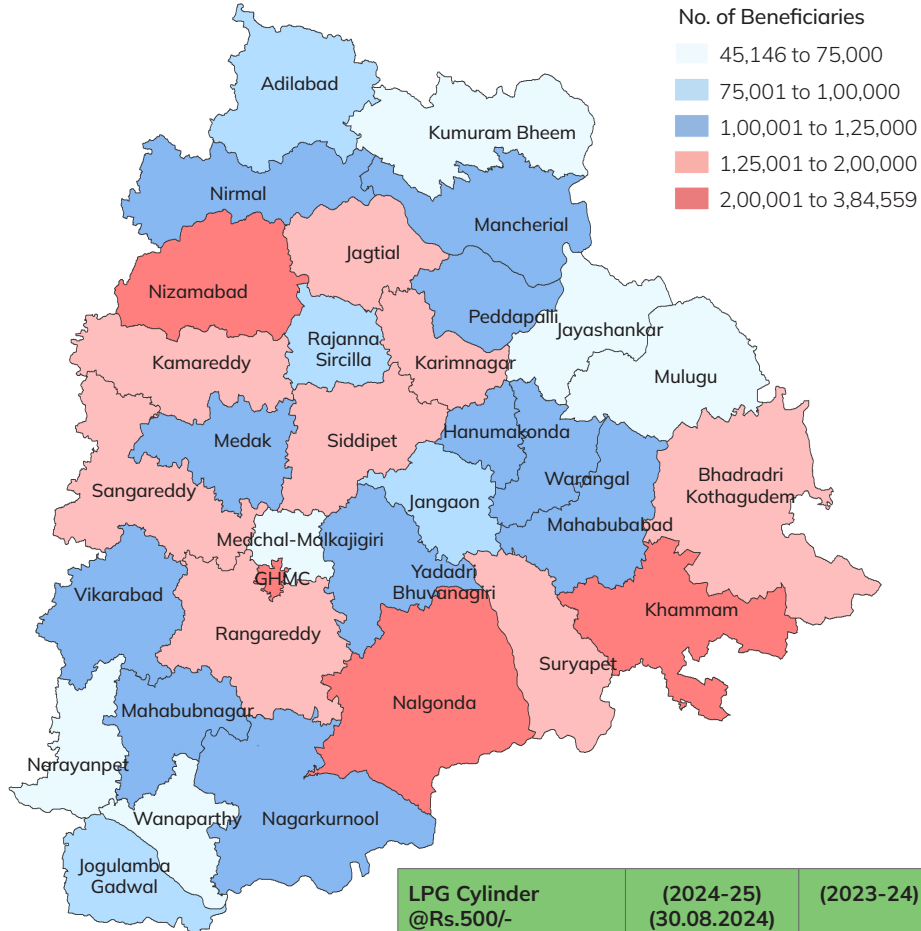 No. of Beneficiaries
45,146 to 75,000
75,001 to 1,00,000
1,00,001 to 1,25,000
1,25,001 to 2,00,000
2,00,001 to 3,84,559
Adilabad
Kumuram Bheem
Nirmal
Mancherial
Jagtial
Nizamabad
Peddapalli
Jayashankar
Rajanna
Sircilla
Kamareddy
Karimnagar
Mulugu
Medak
Siddipet
Hanumakonda
Sangareddy
Jangaon
Warangal
Bhadradri
Kothagudem
Mahabubabad
Medchal-Malkajigiri
GHMC
Yadadri
Bhuvanagiri
Vikarabad
Khammam
Rangareddy
Suryapet
Nalgonda
Mahabubnagar
Narayanpet
Wanaparthy
Nagarkurnool
Jogulamba
Gadwal
LPG Cylinder
@Rs.500/-
(2024-25)
(30.08.2024)
(2023-24)